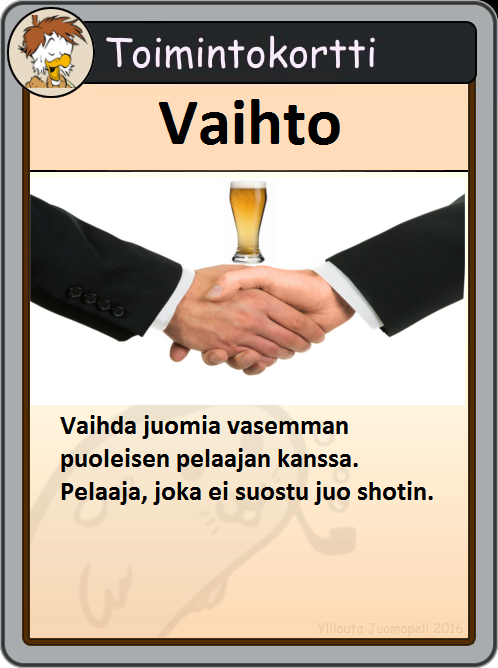 Toimintokortti
Vaihto
Vaihda juomia vasemman
puoleisen pelaajan kanssa.
Pelaaja, joka ei suostu juo shotin.
Ylilauta Juomapeli 2016